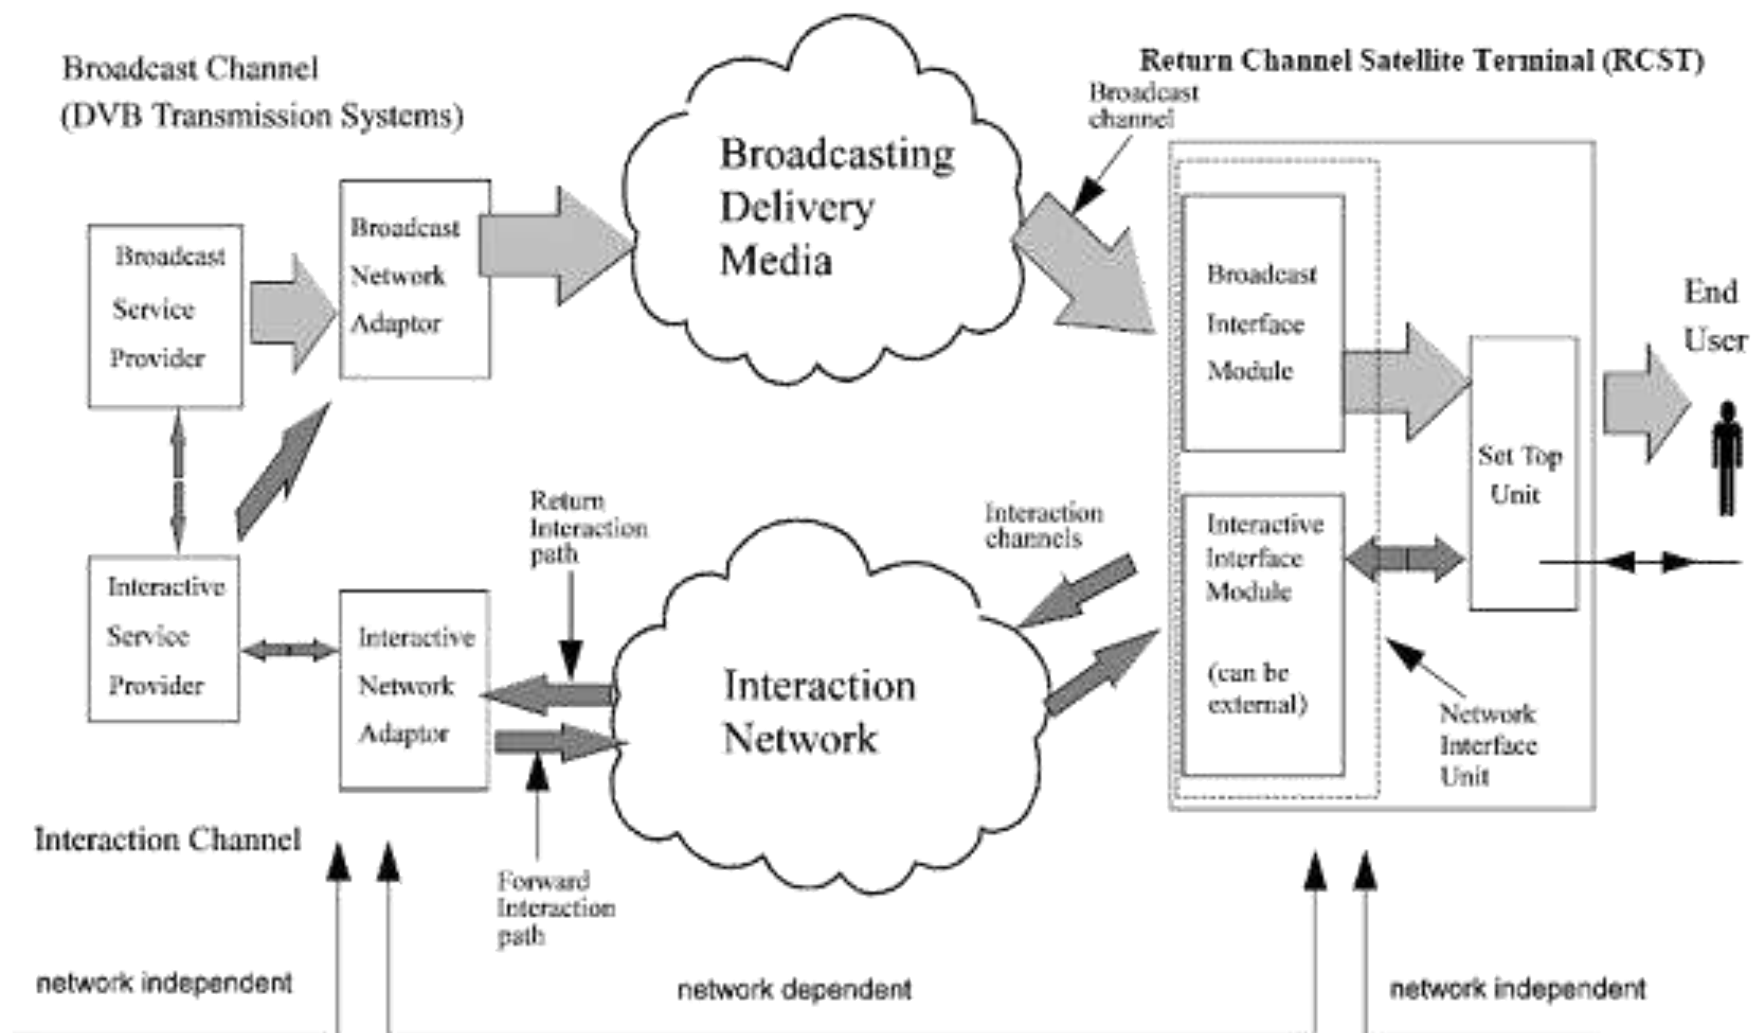 Broadcast Channel
(DVB Transmission Systems)
Return Channel Satellite Terminal (RCST)
Broadcast
channel
Broadcasting
Delivery
Media
Broadcast
Service
Provider
Broadcast
Network
Adaptor
Broadcast
Interface
Module
End
User
Set Top
Unit
Return
Interaction
path
Interaction
channels
Interactive
Interface
Module
(can be
external)
Interactive
Service
Provider
Interactive
Network
Adaptor
Interaction
Network
Network
Interface
Unit
Interaction Channel
Forward
Interaction
path
network independent
network dependent
network independent